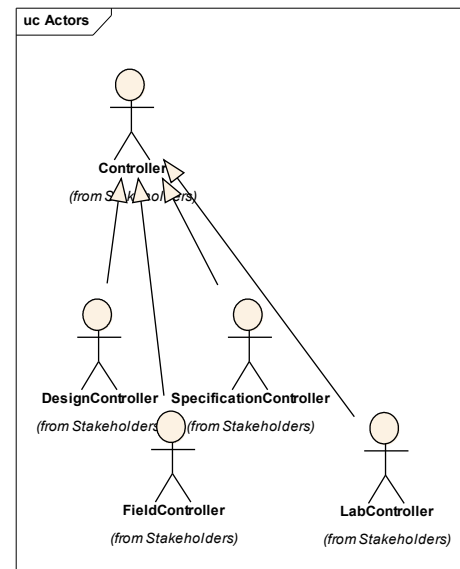 uc Actors
Controller
(from Stakeholders)
DesignController
SpecificationController
(from Stakeholders)
(from Stakeholders)
FieldController
LabController
(from Stakeholders)
(from Stakeholders)